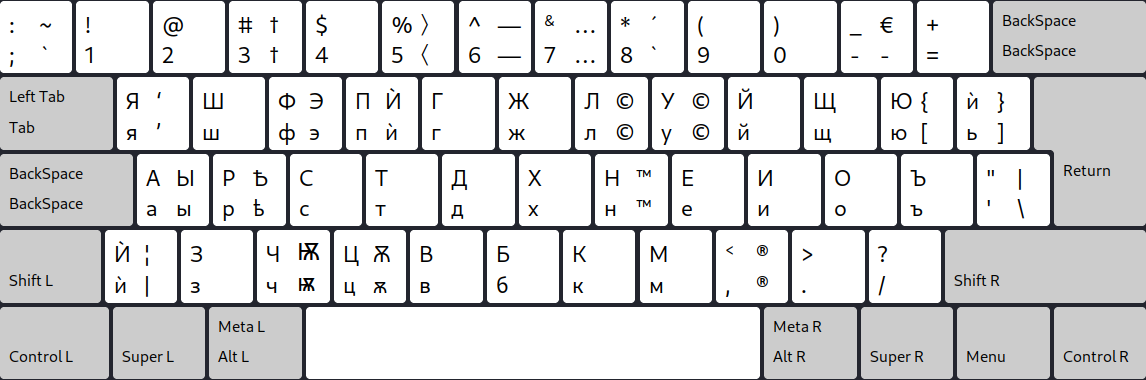 : ~ ! @ # † $ % 〉 ^ — & … * ´ ( ) _ € + BackSpace
; ` 1 2 3 † 4 5 〈 6 — 7 … 8 ` 9 0 - - = BackSpace
Left Tab Я ‘ Ш Ф Э П Ѝ Г Ж Л © У © Й Щ Ю { ѝ }
Tab я ’ ш ф э п ѝ г ж л © у © й щ ю [ ь ]
BackSpace А Ы Р Ѣ С Т Д Х Н ™ Е И О Ъ " | Return
BackSpace а ы р ѣ с т д х н ™ е и о ъ ' \
Ѝ ¦ З Ч Ѭ Ц Ѫ В Б К М < ® > ?
Shift L ѝ | з ч ѭ ц ѫ в б к м , ® . / Shift R
Meta L Meta R
Control L Super L Alt L Alt R Super R Menu Control R